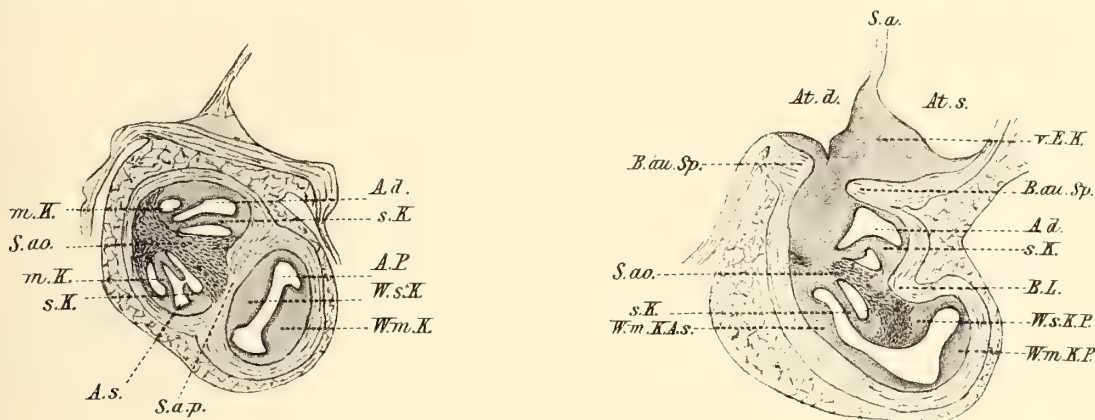 A.d.
m.K.
s.K.
S.ao.
A.P.
m.K.
W.s.K
s.K.
W.m.K.
A.s.
S.a.p.
S.a.
At.d.
At.s.
v.E.K.
B.au.Sp.
B.au.Sp.
A.d.
s.K.
S.ao.
B.L.
s.K.
W.s.K.P.
W.m.K.A.s.
W.m.K.P.